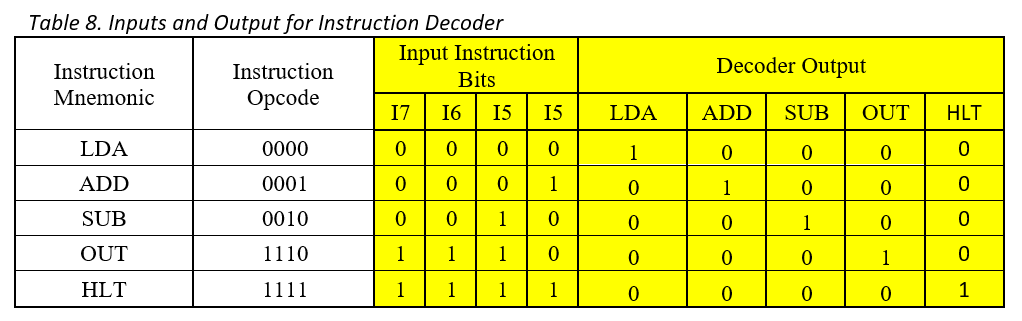 Table 8. Inputs and Output for Instruction Decoder
Instruction Mnemonic Instruction Opcode Input Instruction Bits Decoder Output
I7 I6 I5 I5 LDA ADD SUB OUT HLT
LDA 0000 0 0 0 0 1 0 0 0 0
ADD 0001 0 0 0 1 0 1 0 0 0
SUB 0010 0 0 1 0 0 0 1 0 0
OUT 1110 1 1 1 0 0 0 0 1 0
HLT 1111 1 1 1 1 0 0 0 0 1